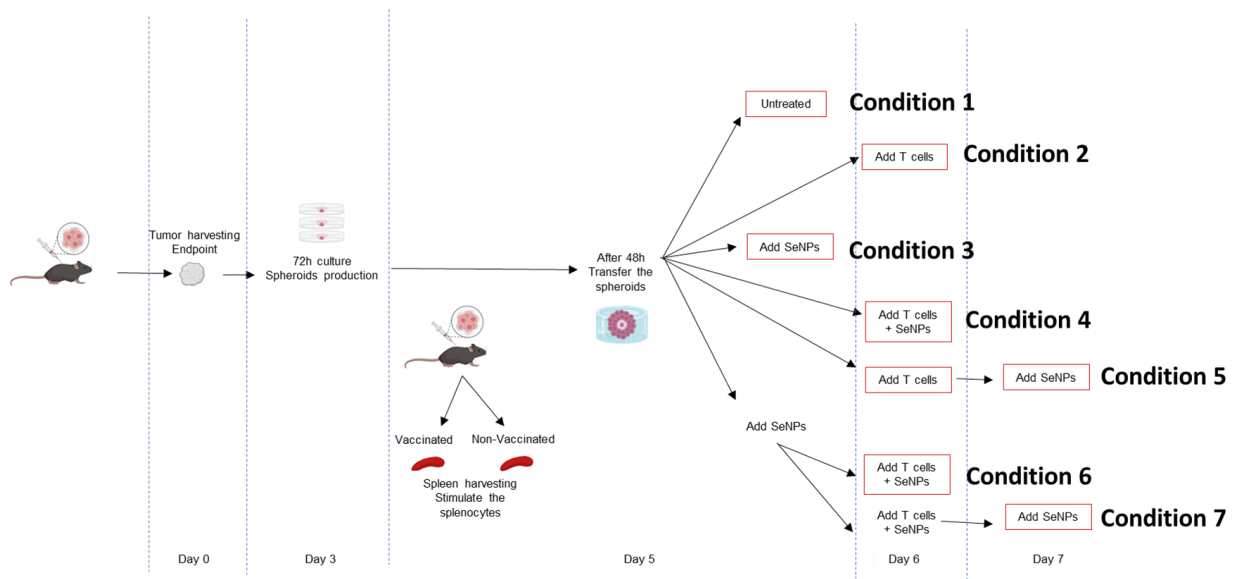 Untreated
Condition 1
Add T cells
Condition 2
Tumor harvesting
Endpoint
72h culture
Spheroids production
After 48h
Transfer the
spheroids
Add SeNPs
Condition 3
Add T cells
+ SeNPs
Condition 4
Add T cells
Add SeNPs
Condition 5
Vaccinated
Non-Vaccinated
Spleen harvesting
Stimulate the
splenocytes
Add SeNPs
Add T cells
+ SeNPs
Condition 6
Add T cells
+ SeNPs
Add SeNPs
Condition 7
Day 0
Day 3
Day 5
Day 6
Day 7